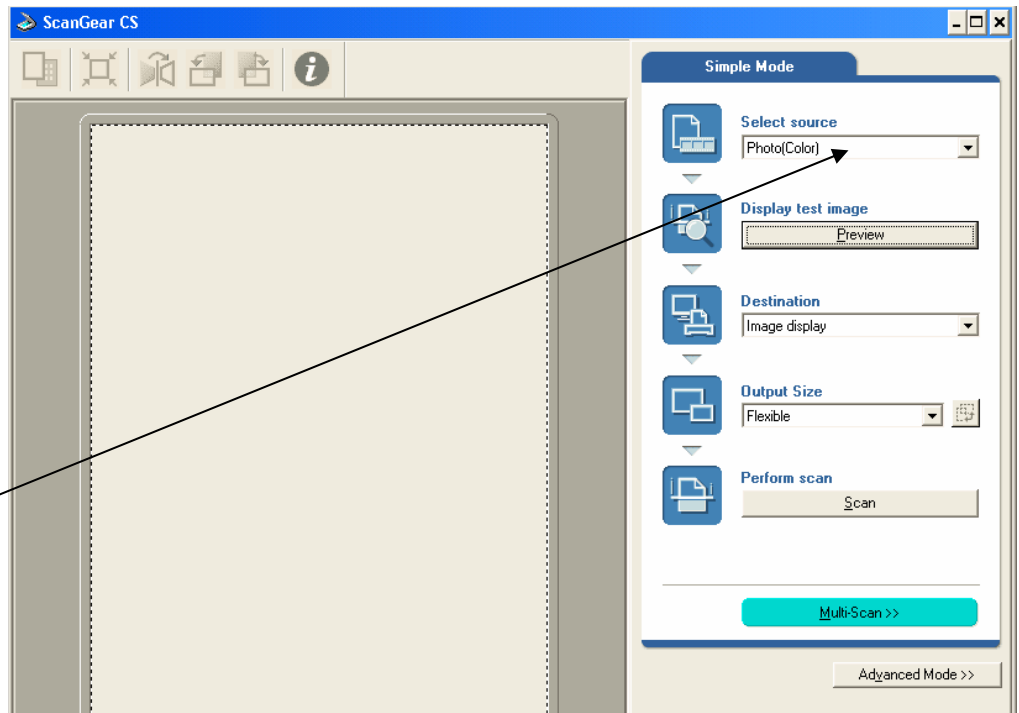 ScanGear CS
Simple Mode
Select source
Photo(Color)
Display test image
Preview
Destination
Image display
Output Size
Flexible
Perform scan
Scan
Multi-Scan >>
Advanced Mode >>